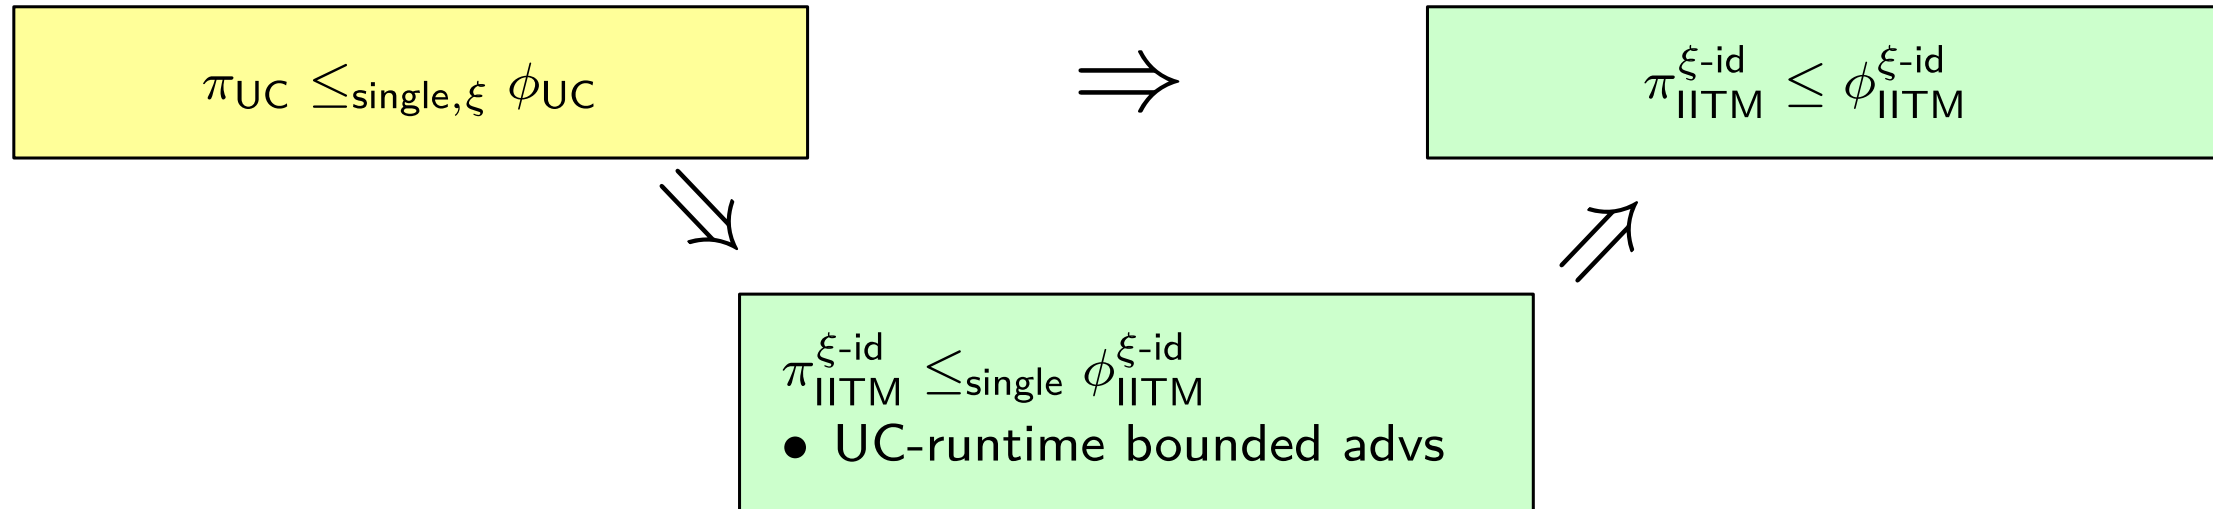 π_UC ≤_single,ξ φ_UC
⇒
π_IITM^ξ-id ≤ φ_IITM^ξ-id
π_IITM^ξ-id ≤_single φ_IITM^ξ-id
• UC-runtime bounded advs